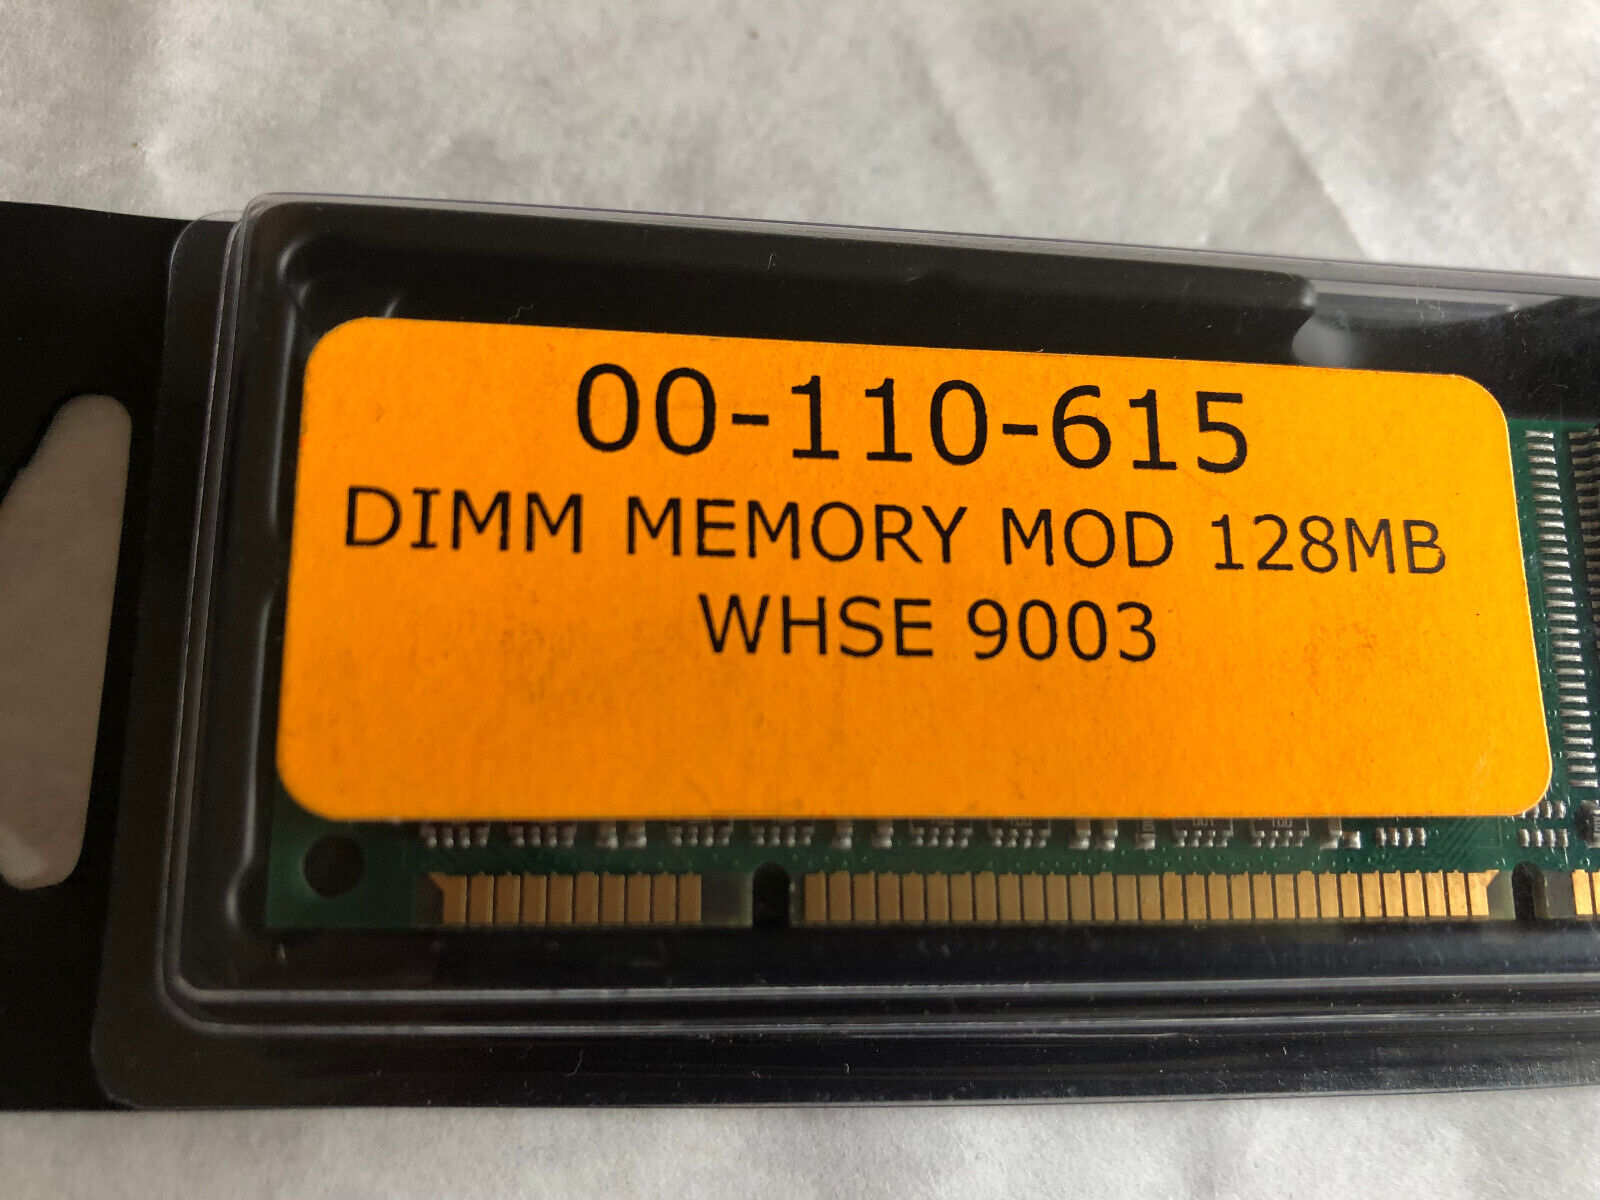 00-110-615
DIMM MEMORY MOD 128MB
WHSE 9003